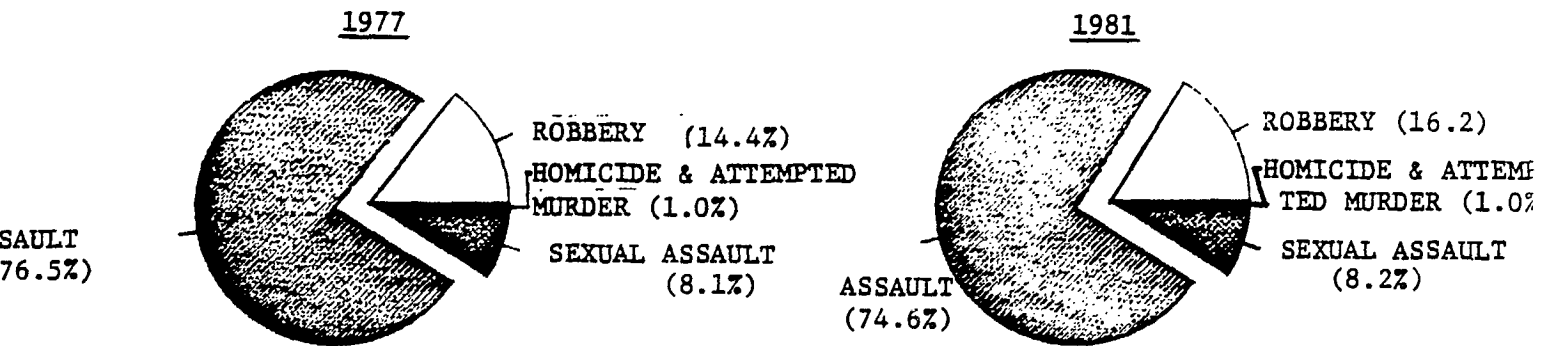 1977
ROBBERY (14.4%)
HOMICIDE & ATTEMPTED
MURDER (1.0%)
SEXUAL ASSAULT
(8.1%)
SAULT
76.5%)
1981
ROBBERY (16.2)
HOMICIDE & ATTEMP
TED MURDER (1.0%
SEXUAL ASSAULT
(8.2%)
ASSAULT
(74.6%)